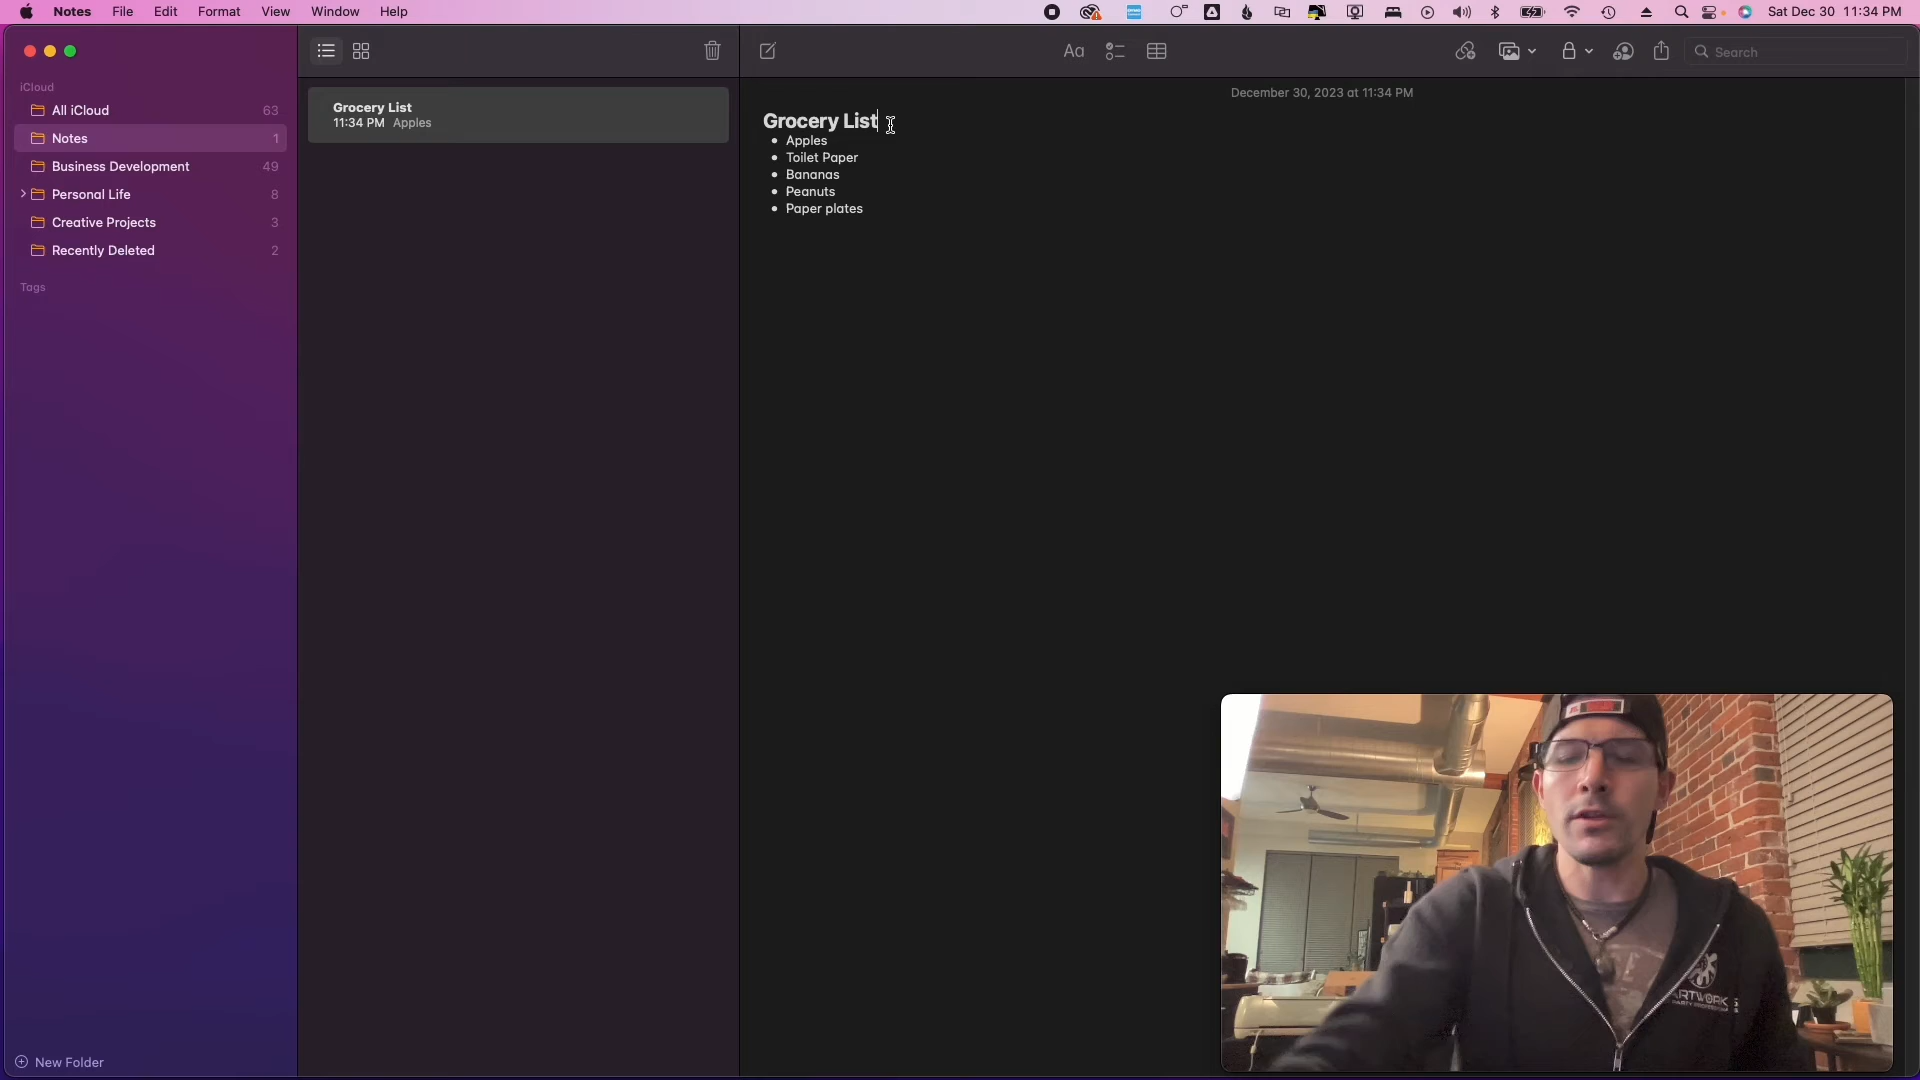 Notes File Edit Format View Window Help
Sat Dec 30 11:34 PM
Search
iCloud
All iCloud 63
Notes 1
Business Development 49
Personal Life 8
Creative Projects 3
Recently Deleted 2
Tags
New Folder
Grocery List
11:34 PM Apples
Aa
December 30, 2023 at 11:34 PM
Grocery List
• Apples
• Toilet Paper
• Bananas
• Peanuts
• Paper plates
ARTWORKS